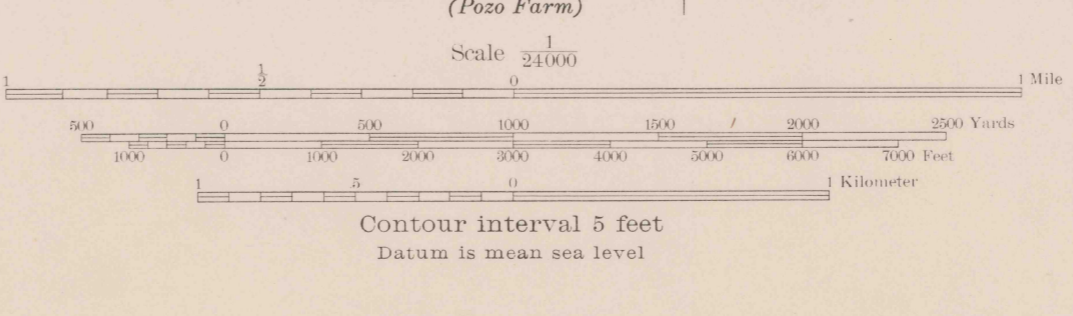 (Pozo Farm)
Scale 1/24000
1 1/2 0 1 Mile
500 0 500 1000 1500 2000 2500 Yards
1000 0 1000 2000 3000 4000 5000 6000 7000 Feet
1 .5 0 1 Kilometer
Contour interval 5 feet
Datum is mean sea level